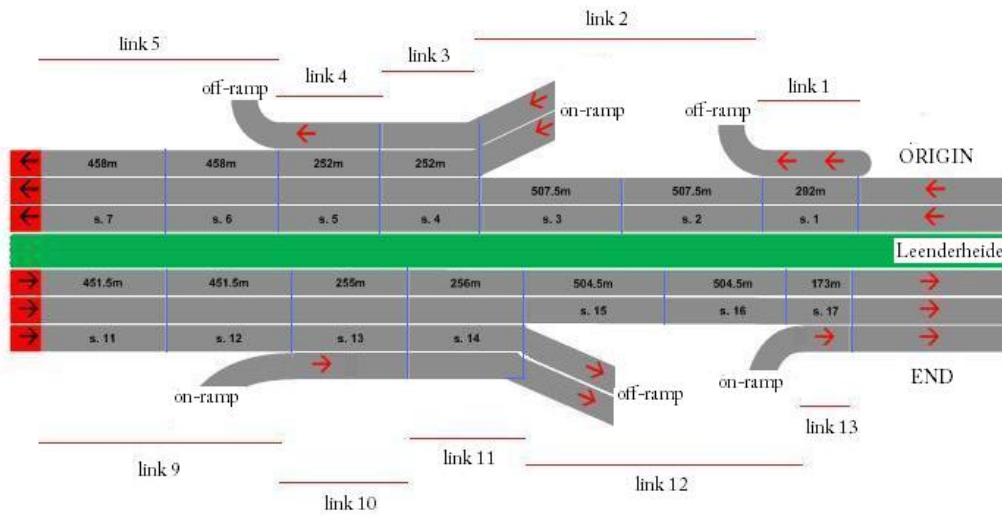 link 2
link 5
link 3
link 4
link 1
off-ramp
on-ramp
off-ramp
ORIGIN
458m
458m
252m
252m
507.5m
507.5m
292m
s. 7
s. 6
s. 5
s. 4
s. 3
s. 2
s. 1
Leenderheide
451.5m
451.5m
255m
256m
504.5m
504.5m
173m
s. 15
s. 16
s. 17
s. 11
s. 12
s. 13
s. 14
on-ramp
off-ramp
on-ramp
END
link 13
link 9
link 11
link 12
link 10